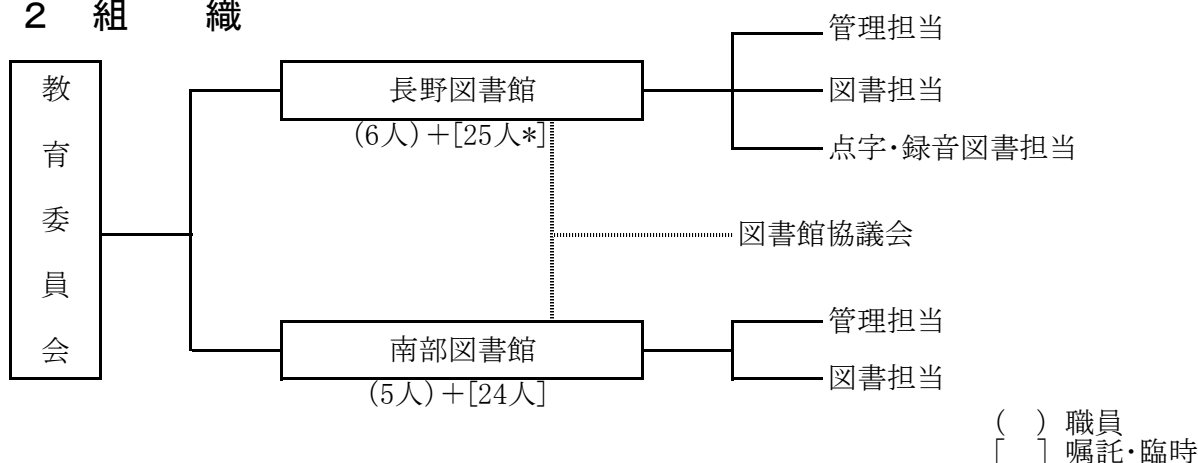 ２ 組 織
教育委員会
長野図書館
(6人)＋[25人*]
管理担当
図書担当
点字・録音図書担当
図書館協議会
南部図書館
(5人)＋[24人]
管理担当
図書担当
( ) 職員
[ ] 嘱託・臨時